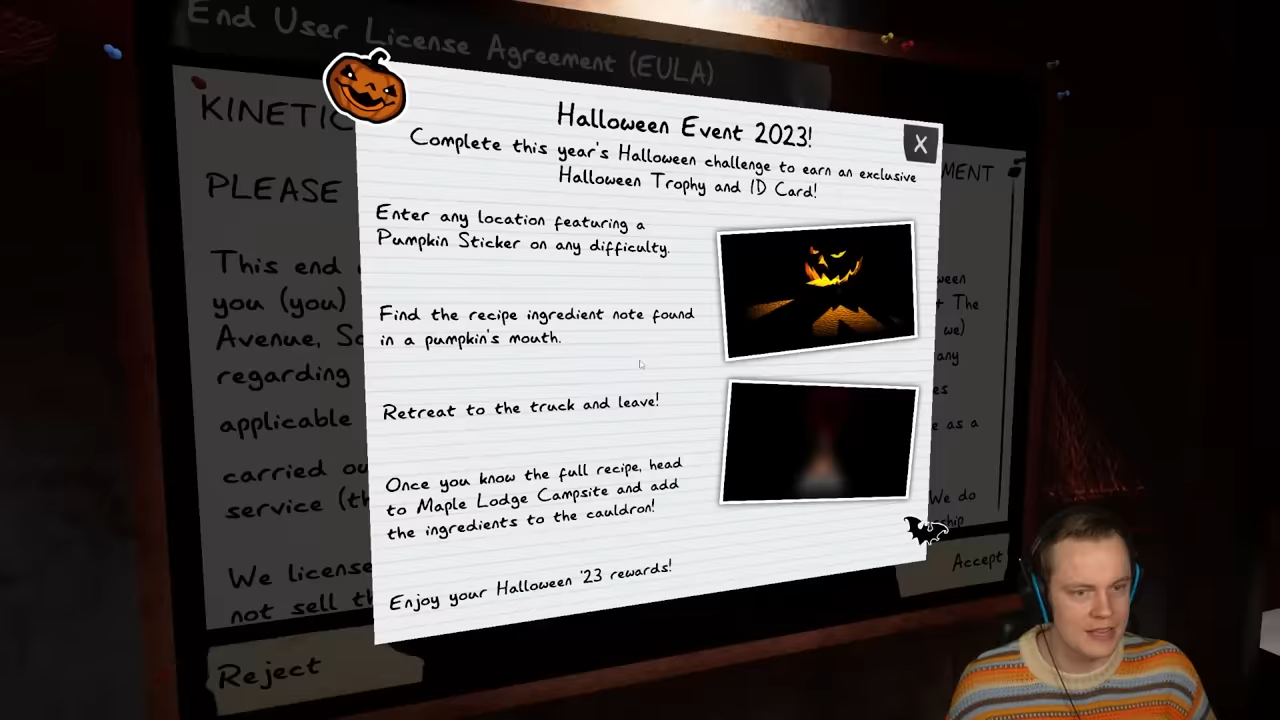 End User License Agreement (EULA)
KINETIC
MENT
PLEASE
This end
you (you)
Avenue, So
regarding
applicable
carried ou
service (th
We license
not sell th
ween
The
we)
any
es
e as a
We do
ship
Reject
Accept
Halloween Event 2023!
X
Complete this year's Halloween challenge to earn an exclusive
Halloween Trophy and ID Card!
Enter any location featuring a
Pumpkin Sticker on any difficulty.
Find the recipe ingredient note found
in a pumpkin's mouth.
Retreat to the truck and leave!
Once you know the full recipe, head
to Maple Lodge Campsite and add
the ingredients to the cauldron!
Enjoy your Halloween '23 rewards!